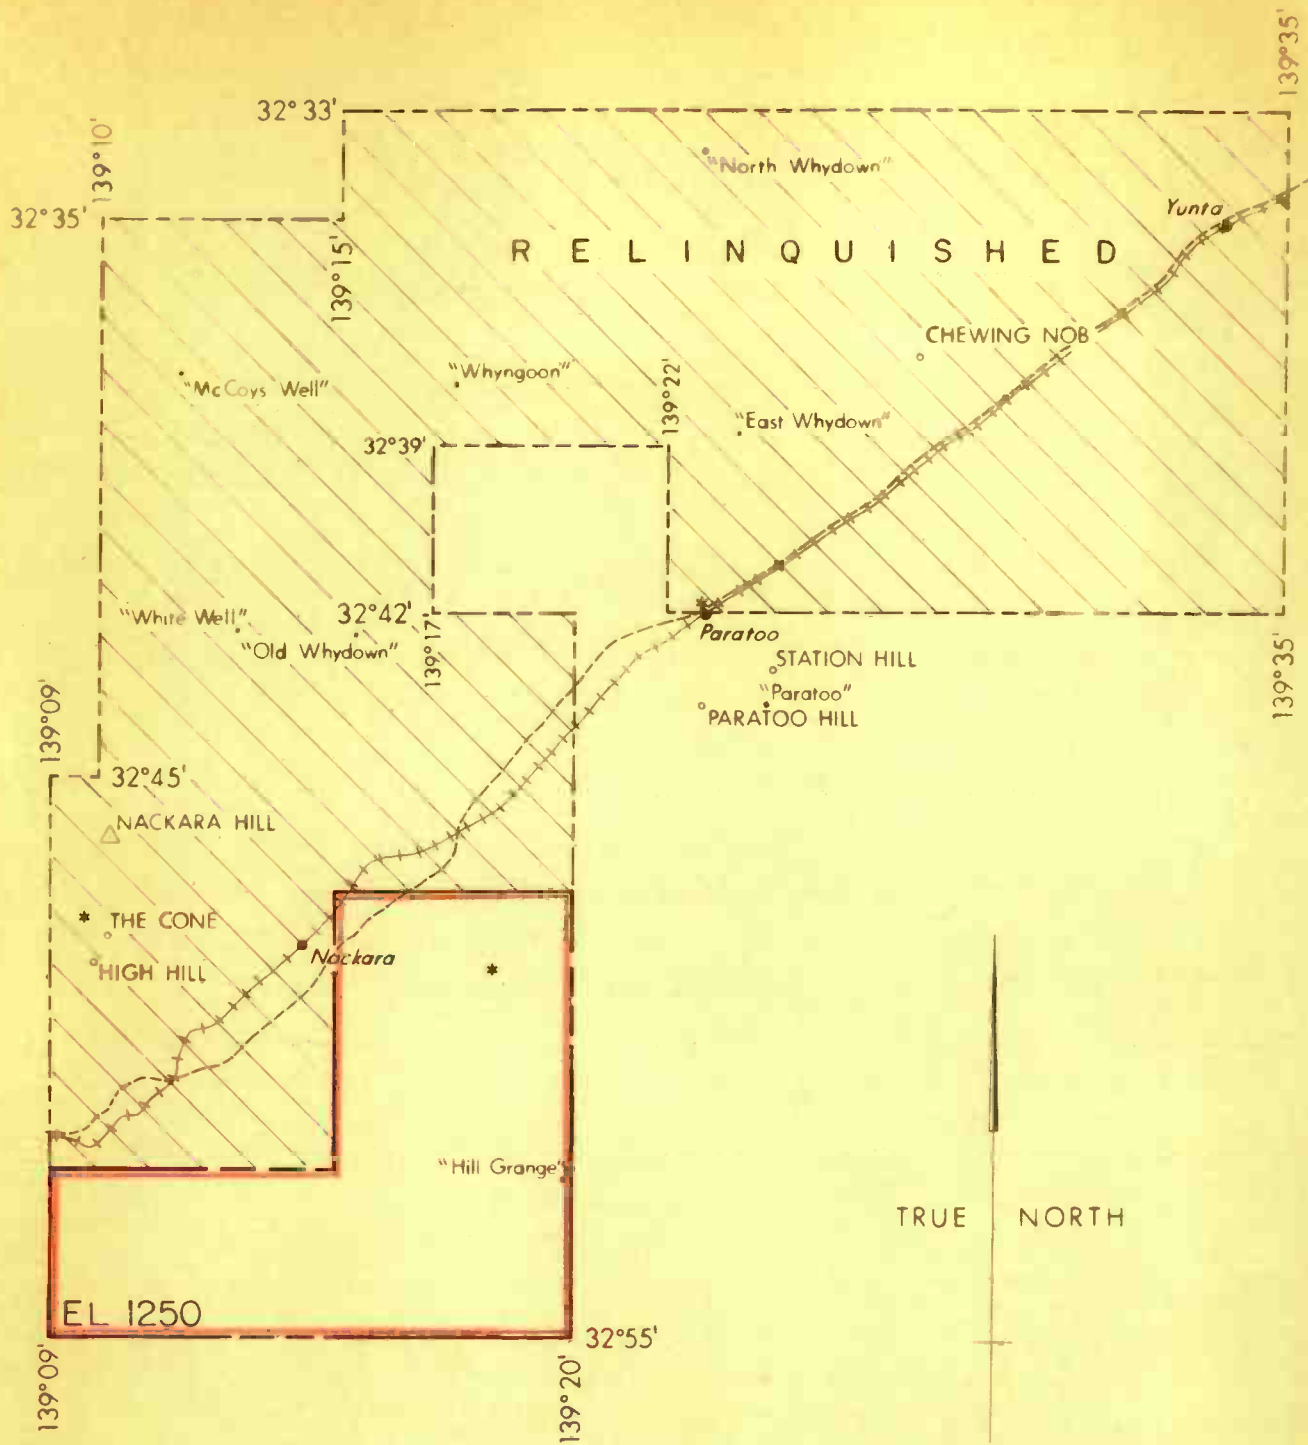 139°35'
32°33'
139°10'
"North Whydown"
32°35'
Yunta
139°15'
RELINQUISHED
CHEWING NOB
"McCoys Well"
"Whyngoon"
139°22'
"East Whydown"
32°39'
"White Well"
32°42'
"Old Whydown"
139°17'
Paratoo
STATION HILL
"Paratoo"
PARATOO HILL
139°35'
139°09'
32°45'
NACKARA HILL
THE CONE
HIGH HILL
Nackara
"Hill Grange"
TRUE NORTH
EL 1250
32°55'
139°09'
139°20'